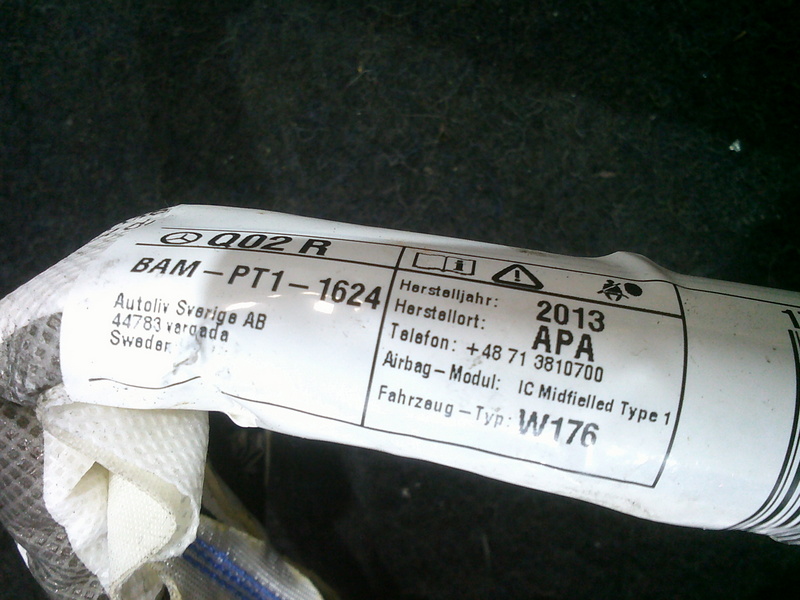 Q02 R
BAM-PT1-1624
Autoliv Sverige AB
44783 Vargada
Sweden
Herstelljahr: 2013
Herstellort: APA
Telefon: +48 71 3810700
Airbag-Modul: IC Midfielled Type 1
Fahrzeug-Typ: W176